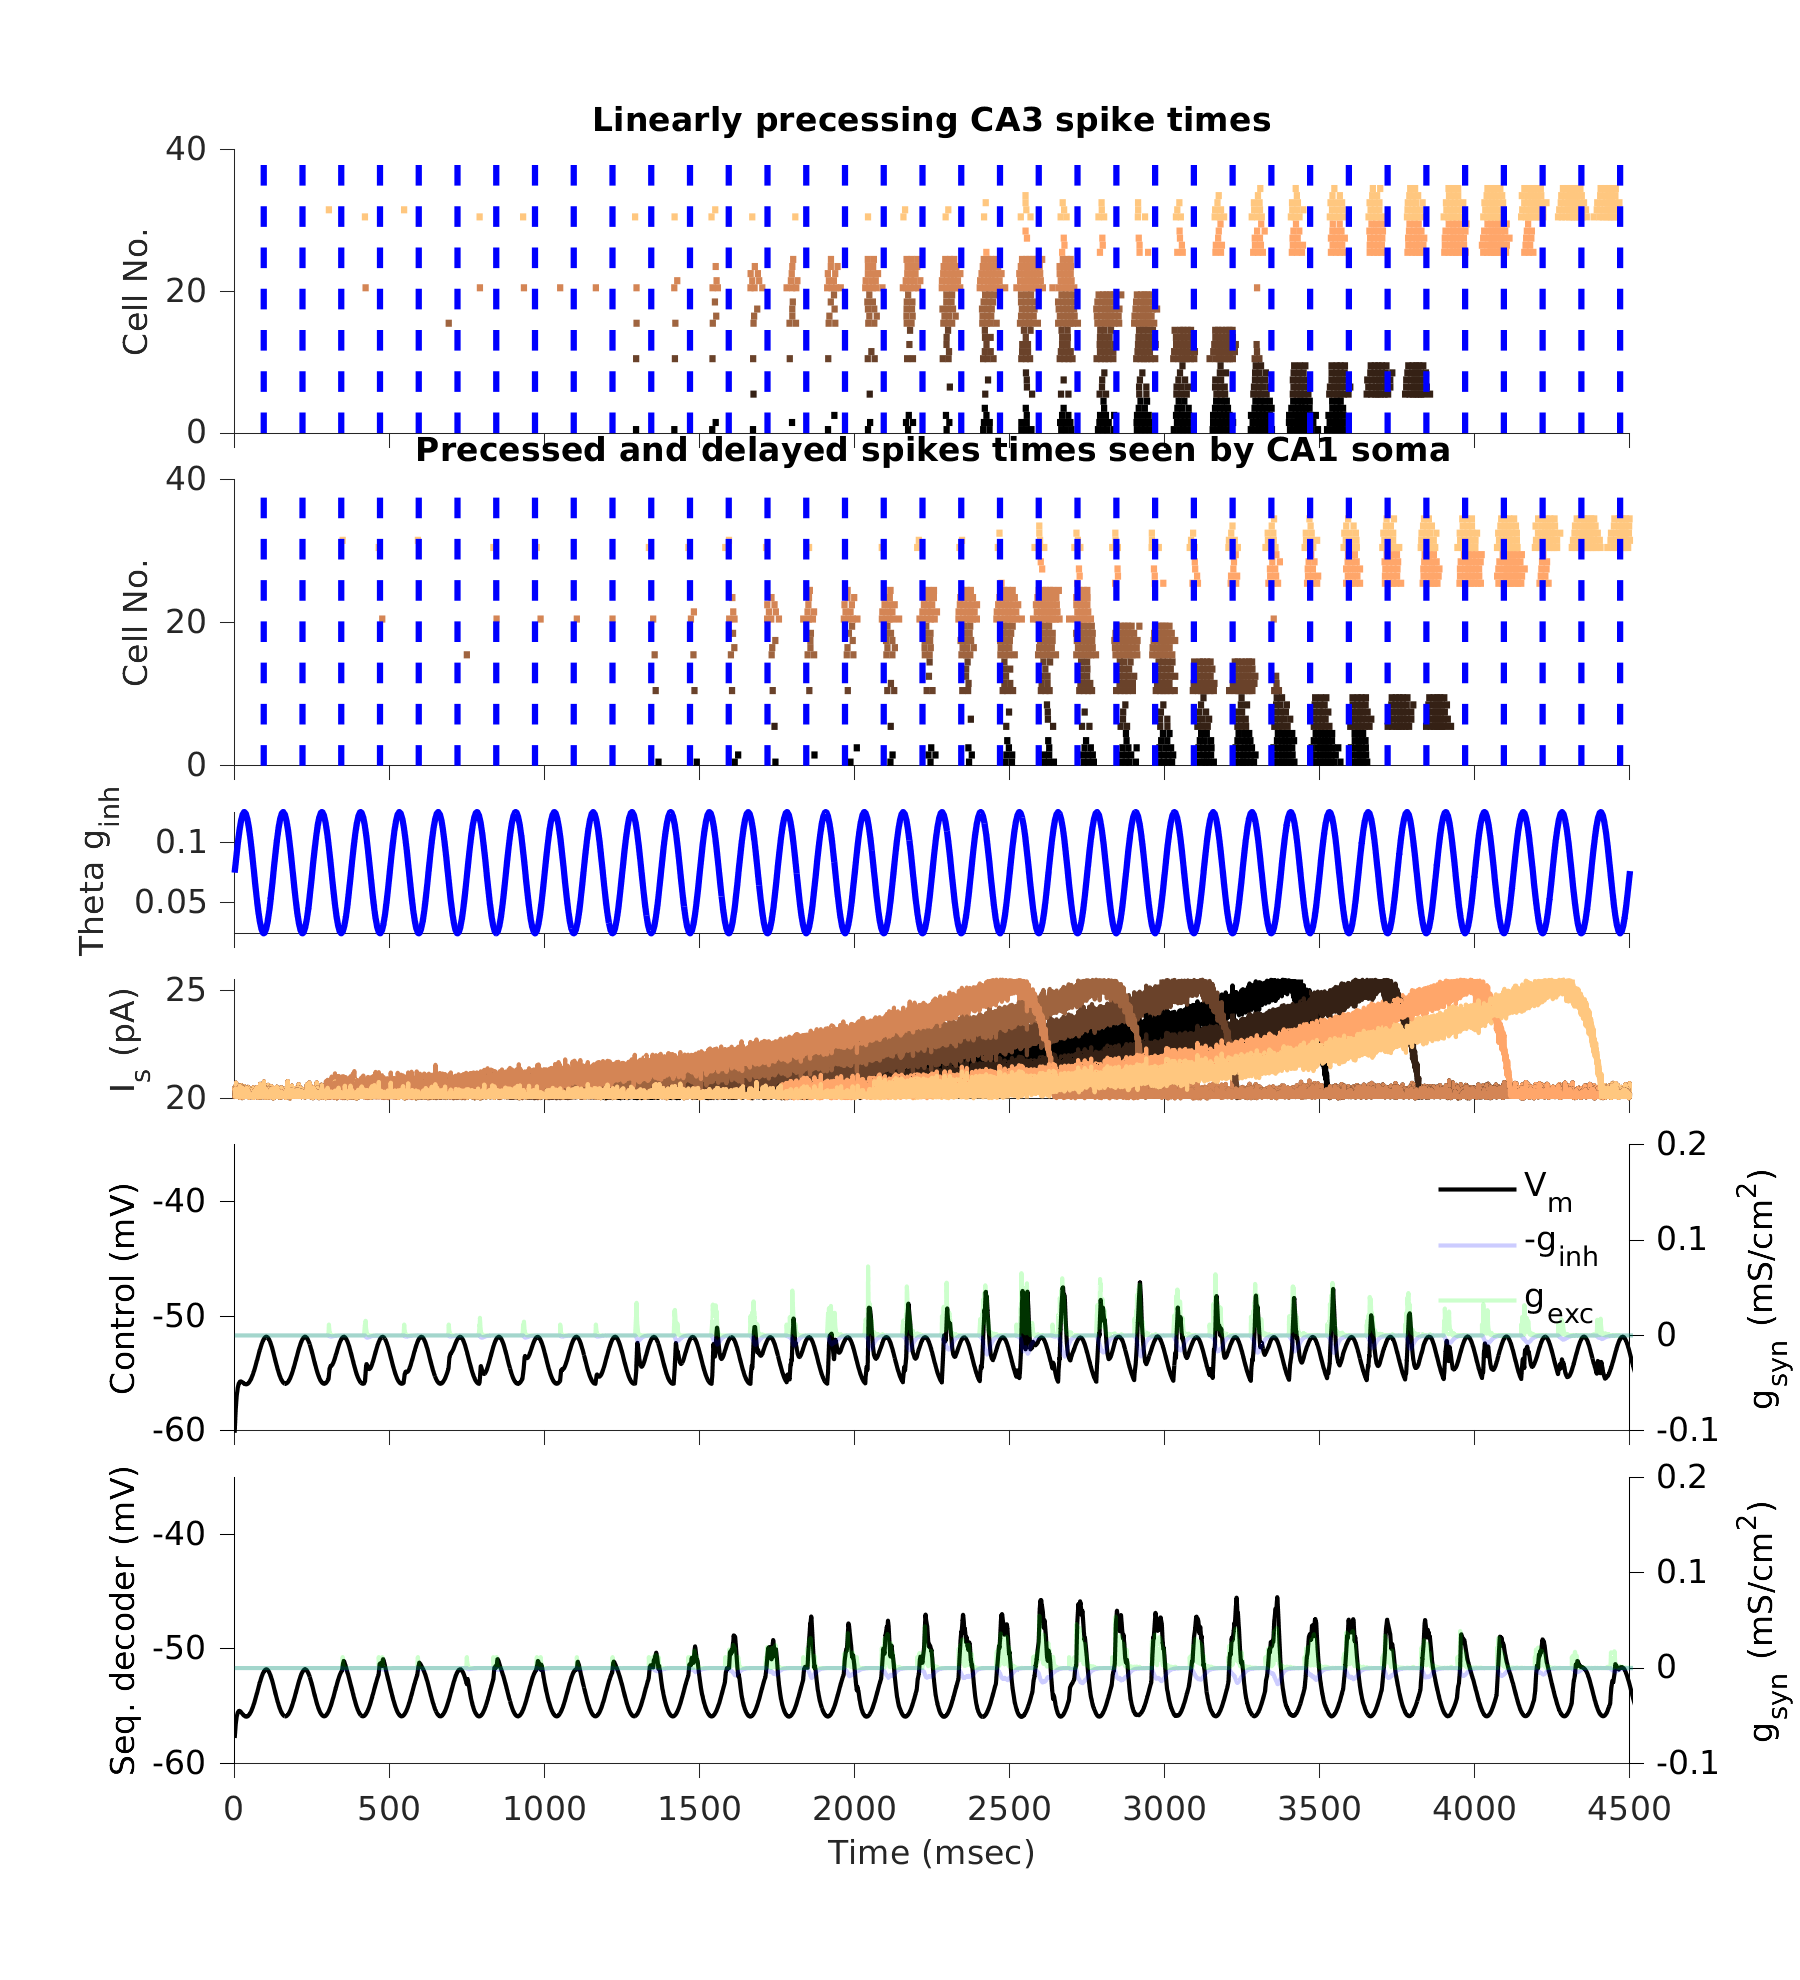 Linearly precessing CA3 spike times
40
20
0
Cell No.
Precessed and delayed spikes times seen by CA1 soma
40
20
0
Cell No.
0.1
0.05
Theta g_inh
25
20
I_s (pA)
-40
-50
-60
Control (mV)
V_m
-g_inh
g_exc
0.2
0.1
0
-0.1
g_syn (mS/cm^2)
-40
-50
-60
Seq. decoder (mV)
0.2
0.1
0
-0.1
g_syn (mS/cm^2)
0 500 1000 1500 2000 2500 3000 3500 4000 4500
Time (msec)